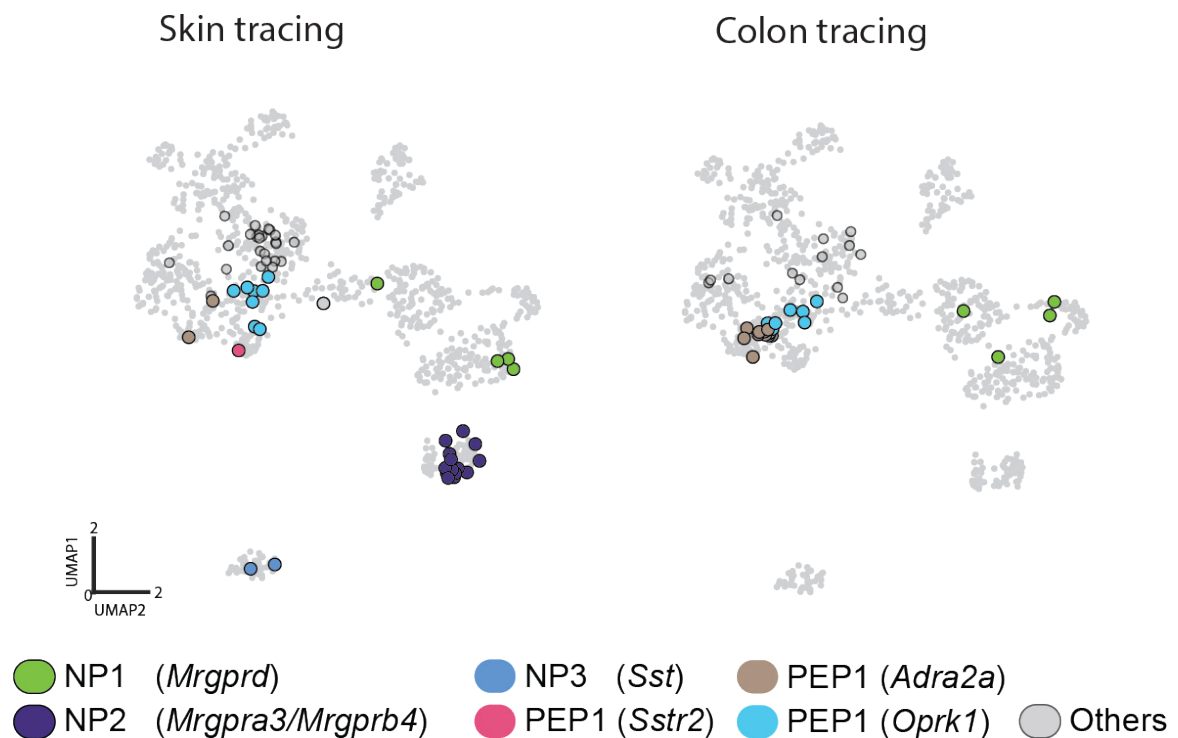 Skin tracing
Colon tracing
2
UMAP1
0
2
UMAP2
NP1 (Mrgprd)
NP3 (Sst)
PEP1 (Adra2a)
NP2 (Mrgpra3/Mrgprb4)
PEP1 (Sstr2)
PEP1 (Oprk1)
Others